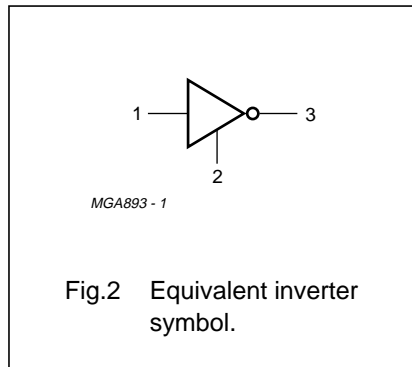 1
3
2
MGA893 - 1
Fig.2 Equivalent inverter
symbol.